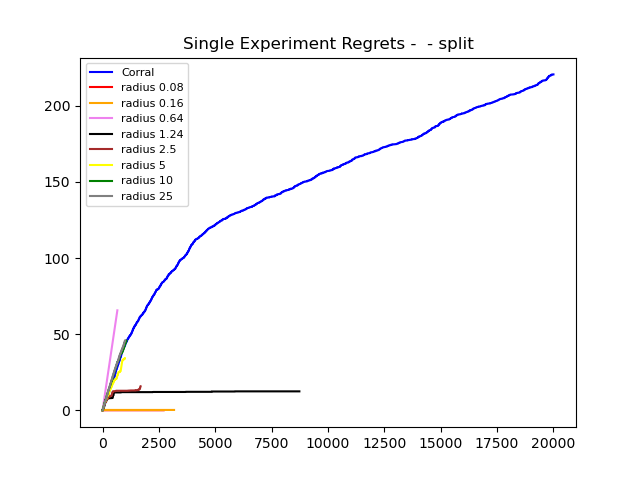 Single Experiment Regrets -  - split
Corral
radius 0.08
radius 0.16
radius 0.64
radius 1.24
radius 2.5
radius 5
radius 10
radius 25
200
150
100
50
0
0 2500 5000 7500 10000 12500 15000 17500 20000